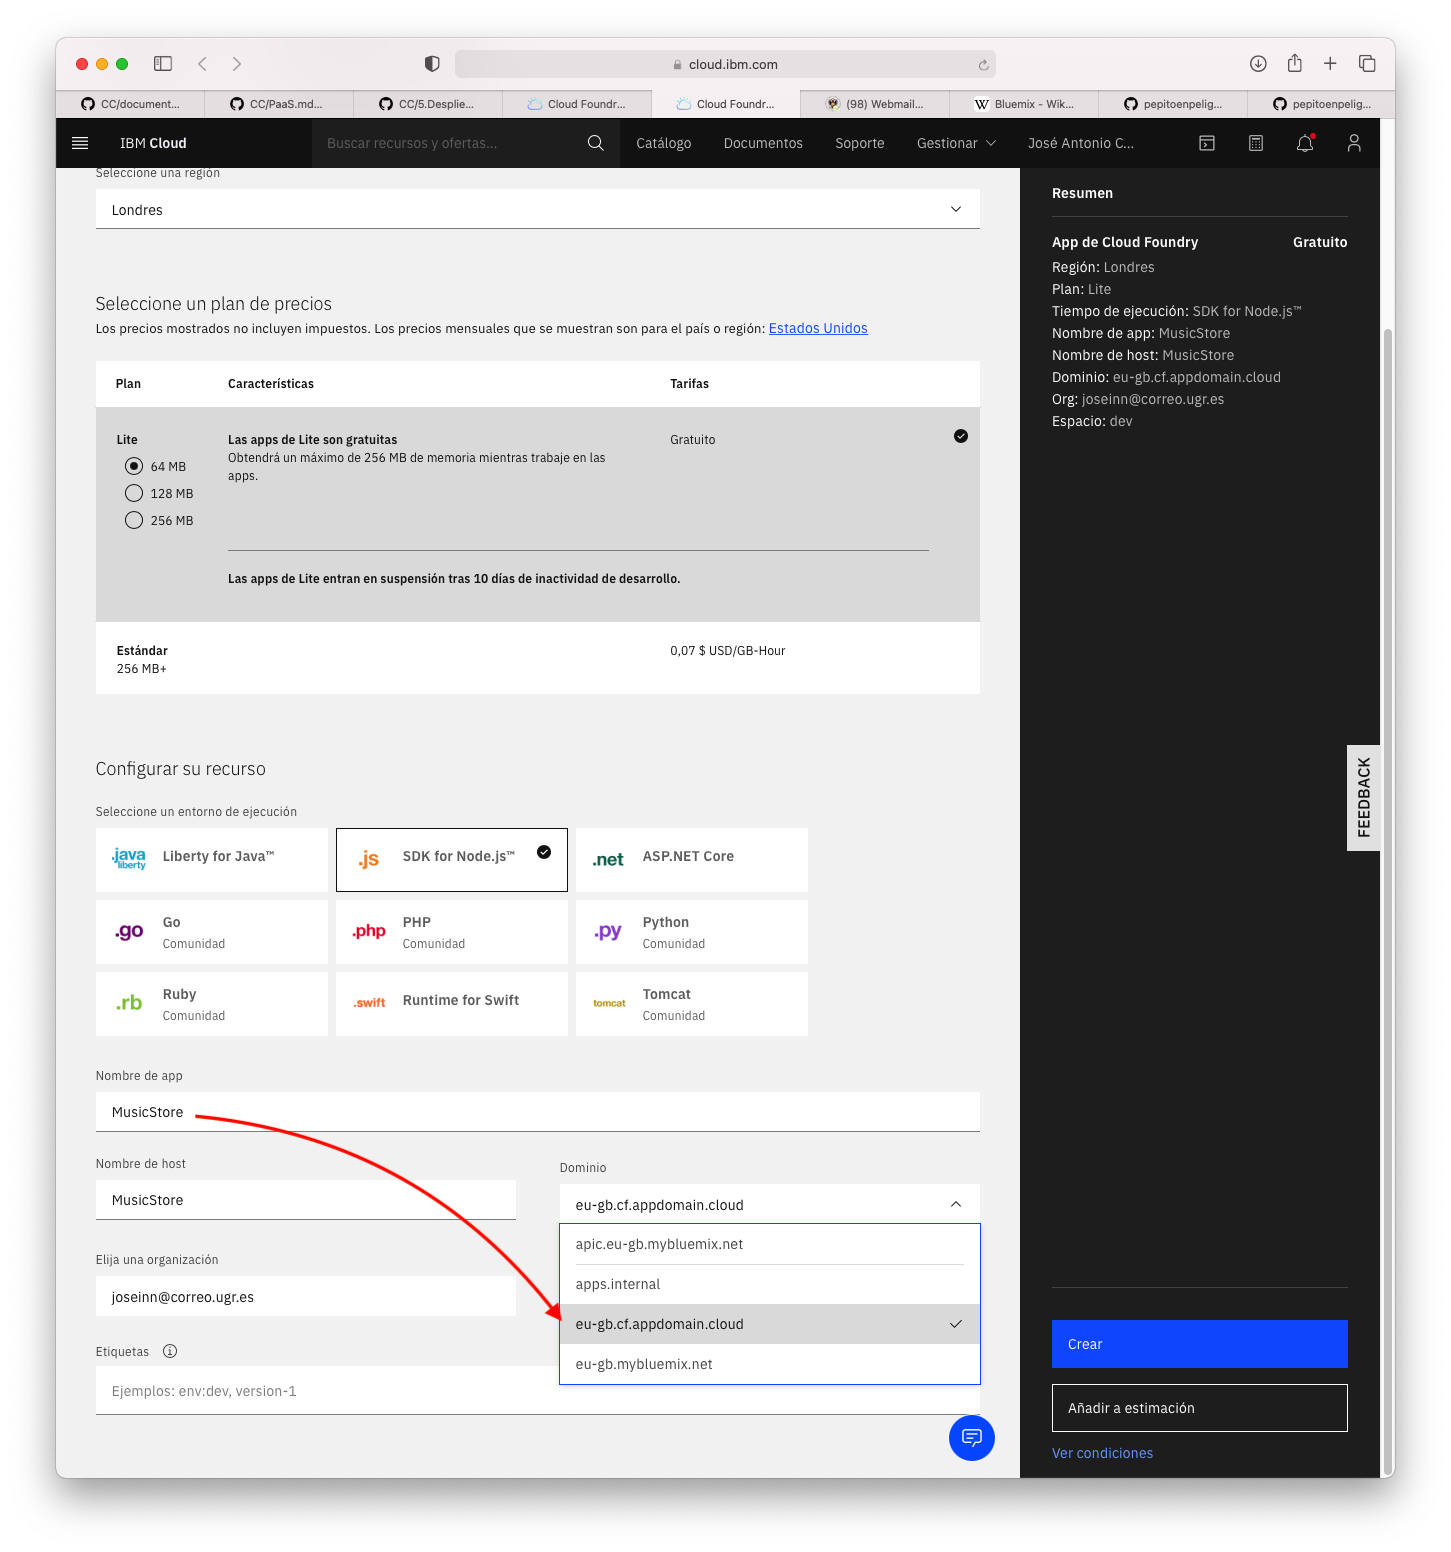 cloud.ibm.com
CC/document...
CC/PaaS.md...
CC/5.Desplie...
Cloud Foundr...
Cloud Foundr...
(98) Webmail...
Bluemix - Wik...
pepitoenpelig...
pepitoenpelig...
IBM Cloud
Buscar recursos y ofertas...
Catálogo
Documentos
Soporte
Gestionar
José Antonio C...
Seleccione una región
Londres
Seleccione un plan de precios
Los precios mostrados no incluyen impuestos. Los precios mensuales que se muestran son para el país o región: Estados Unidos
Plan
Características
Tarifas
Lite
64 MB
128 MB
256 MB
Las apps de Lite son gratuitas
Obtendrá un máximo de 256 MB de memoria mientras trabaje en las
apps.
Gratuito
Las apps de Lite entran en suspensión tras 10 días de inactividad de desarrollo.
Estándar
256 MB+
0,07 $ USD/GB-Hour
Configurar su recurso
Seleccione un entorno de ejecución
.java
liberty
Liberty for Java™
.js
SDK for Node.js™
.net
ASP.NET Core
.go
Go
Comunidad
.php
PHP
Comunidad
.py
Python
Comunidad
.rb
Ruby
Comunidad
.swift
Runtime for Swift
tomcat
Tomcat
Comunidad
Nombre de app
MusicStore
Nombre de host
MusicStore
Dominio
eu-gb.cf.appdomain.cloud
apic.eu-gb.mybluemix.net
apps.internal
eu-gb.cf.appdomain.cloud
eu-gb.mybluemix.net
Elija una organización
joseinn@correo.ugr.es
Etiquetas
Ejemplos: env:dev, version-1
Resumen
App de Cloud Foundry
Gratuito
Región: Londres
Plan: Lite
Tiempo de ejecución: SDK for Node.js™
Nombre de app: MusicStore
Nombre de host: MusicStore
Dominio: eu-gb.cf.appdomain.cloud
Org: joseinn@correo.ugr.es
Espacio: dev
FEEDBACK
Crear
Añadir a estimación
Ver condiciones